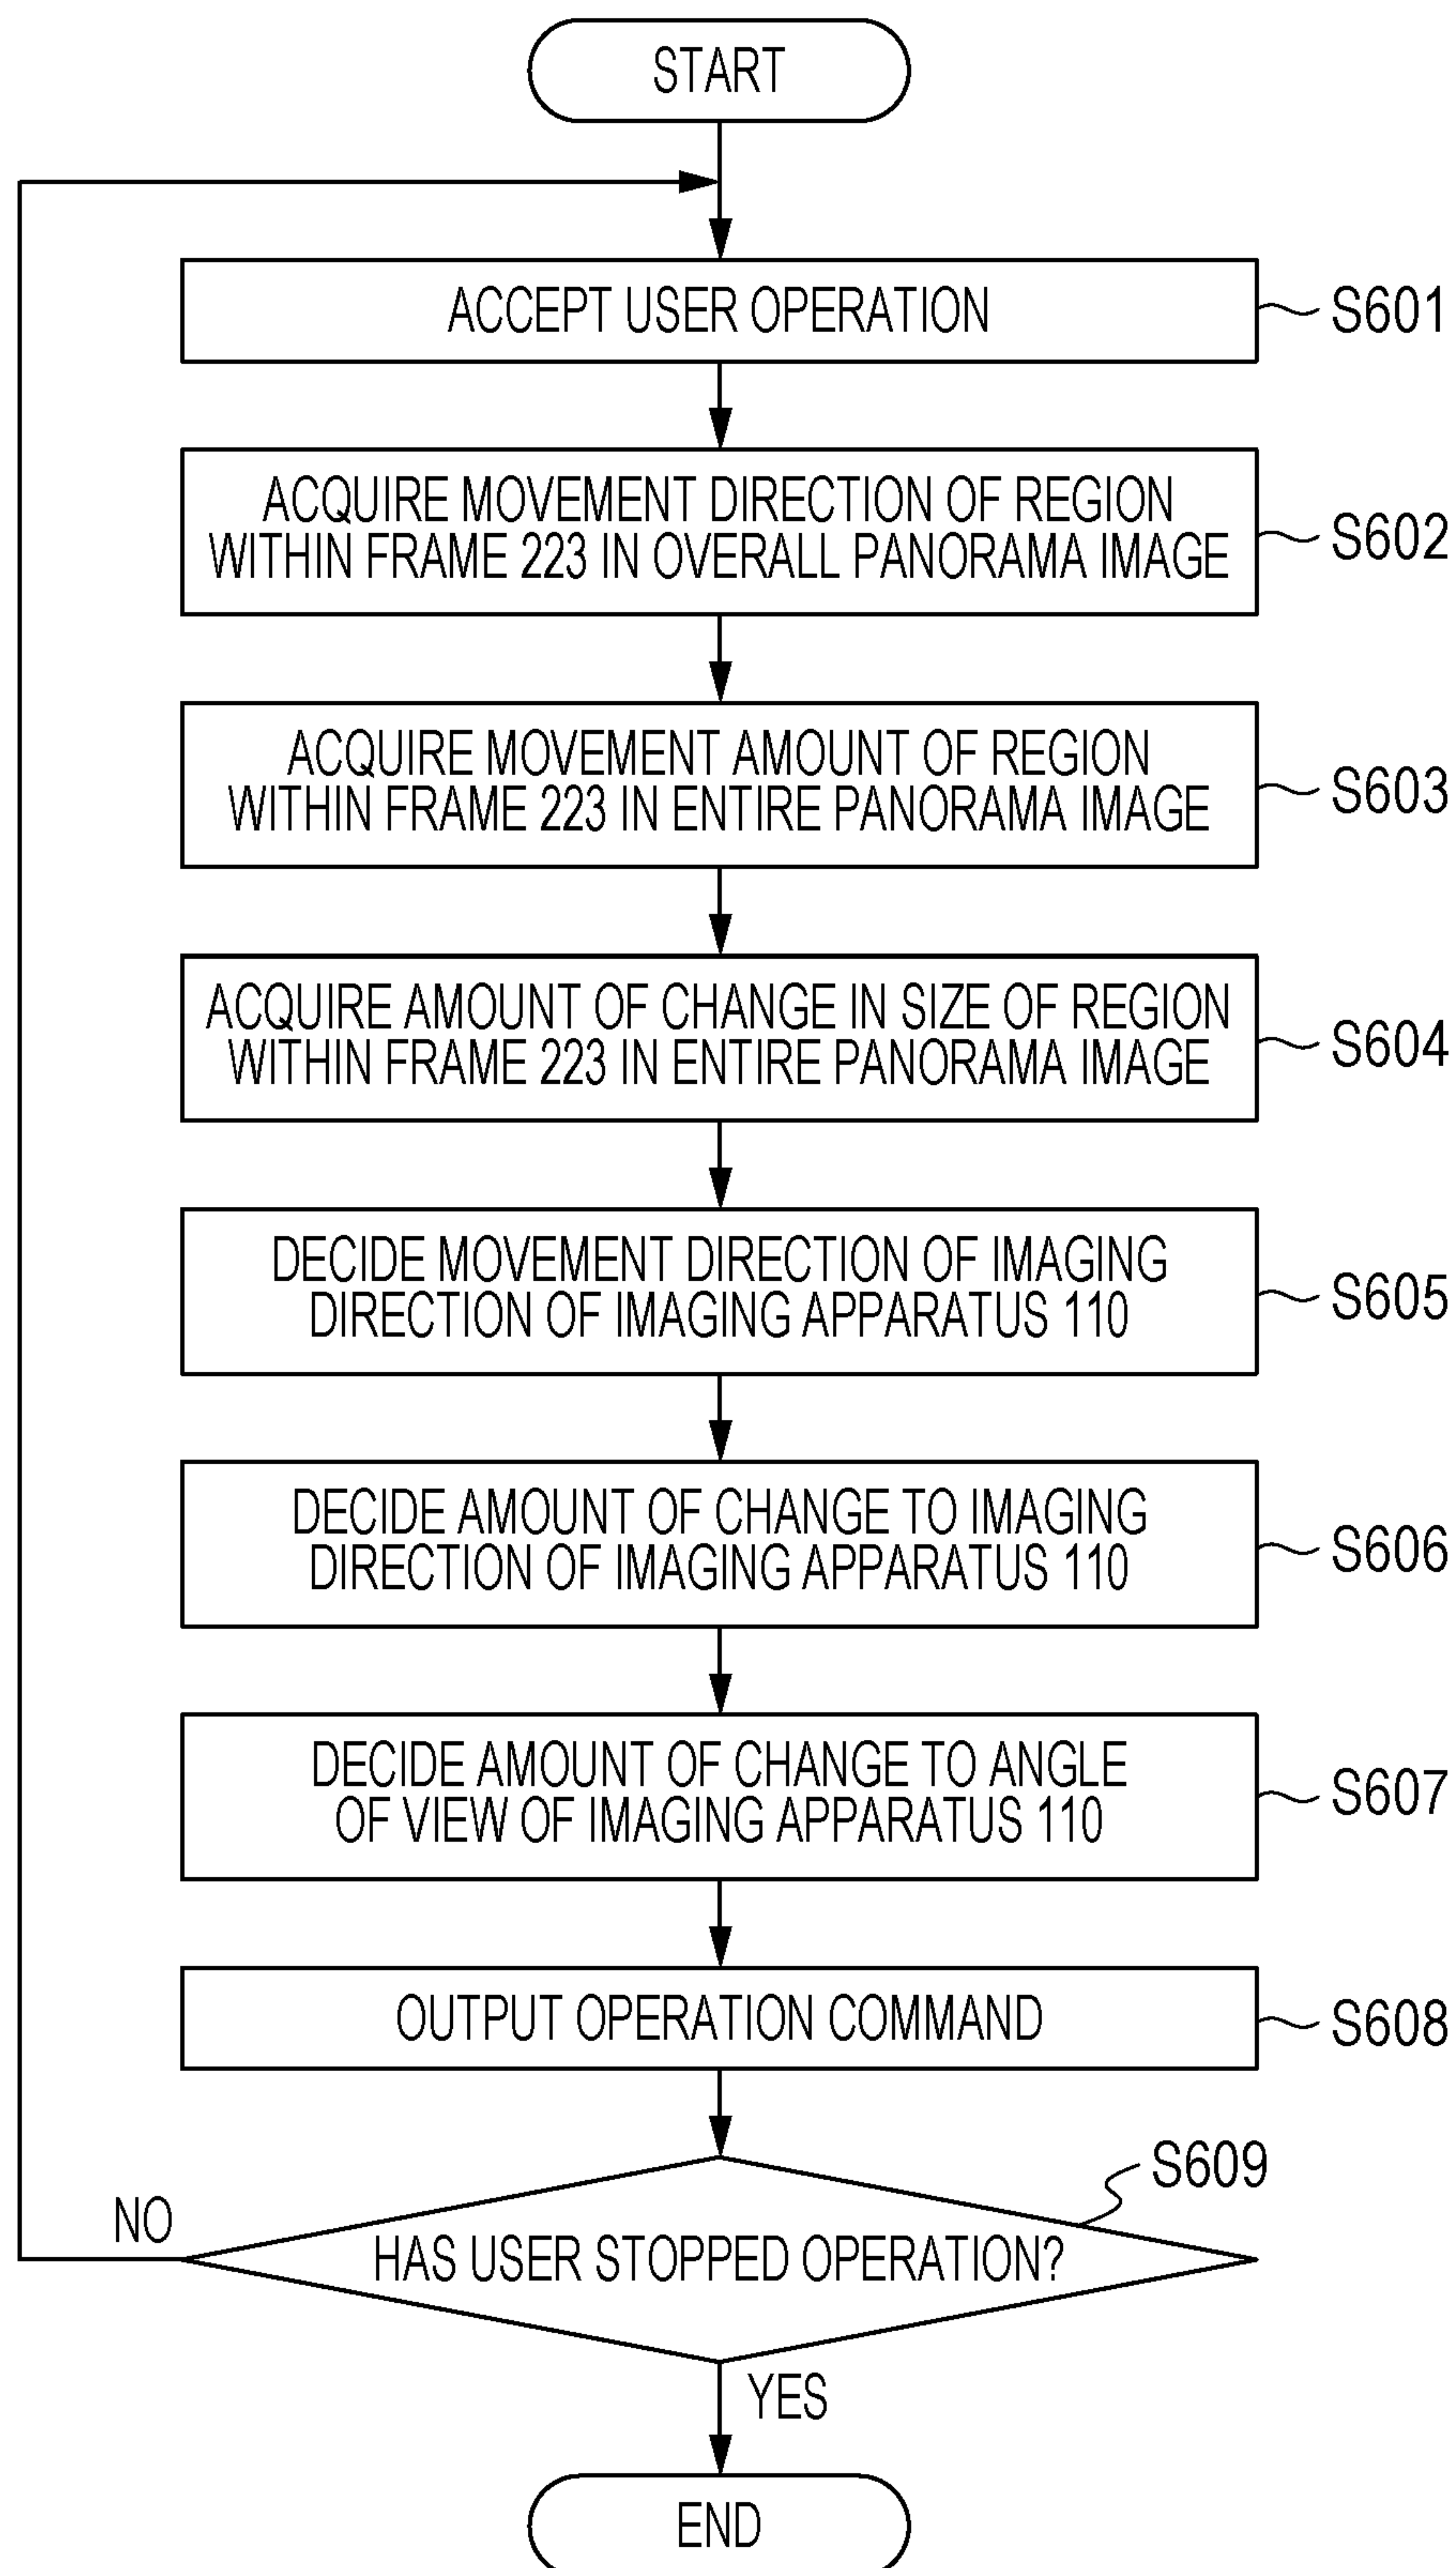 START
ACCEPT USER OPERATION
S601
ACQUIRE MOVEMENT DIRECTION OF REGION
WITHIN FRAME 223 IN OVERALL PANORAMA IMAGE
S602
ACQUIRE MOVEMENT AMOUNT OF REGION
WITHIN FRAME 223 IN ENTIRE PANORAMA IMAGE
S603
ACQUIRE AMOUNT OF CHANGE IN SIZE OF REGION
WITHIN FRAME 223 IN ENTIRE PANORAMA IMAGE
S604
DECIDE MOVEMENT DIRECTION OF IMAGING
DIRECTION OF IMAGING APPARATUS 110
S605
DECIDE AMOUNT OF CHANGE TO IMAGING
DIRECTION OF IMAGING APPARATUS 110
S606
DECIDE AMOUNT OF CHANGE TO ANGLE
OF VIEW OF IMAGING APPARATUS 110
S607
OUTPUT OPERATION COMMAND
S608
S609
NO
HAS USER STOPPED OPERATION?
YES
END